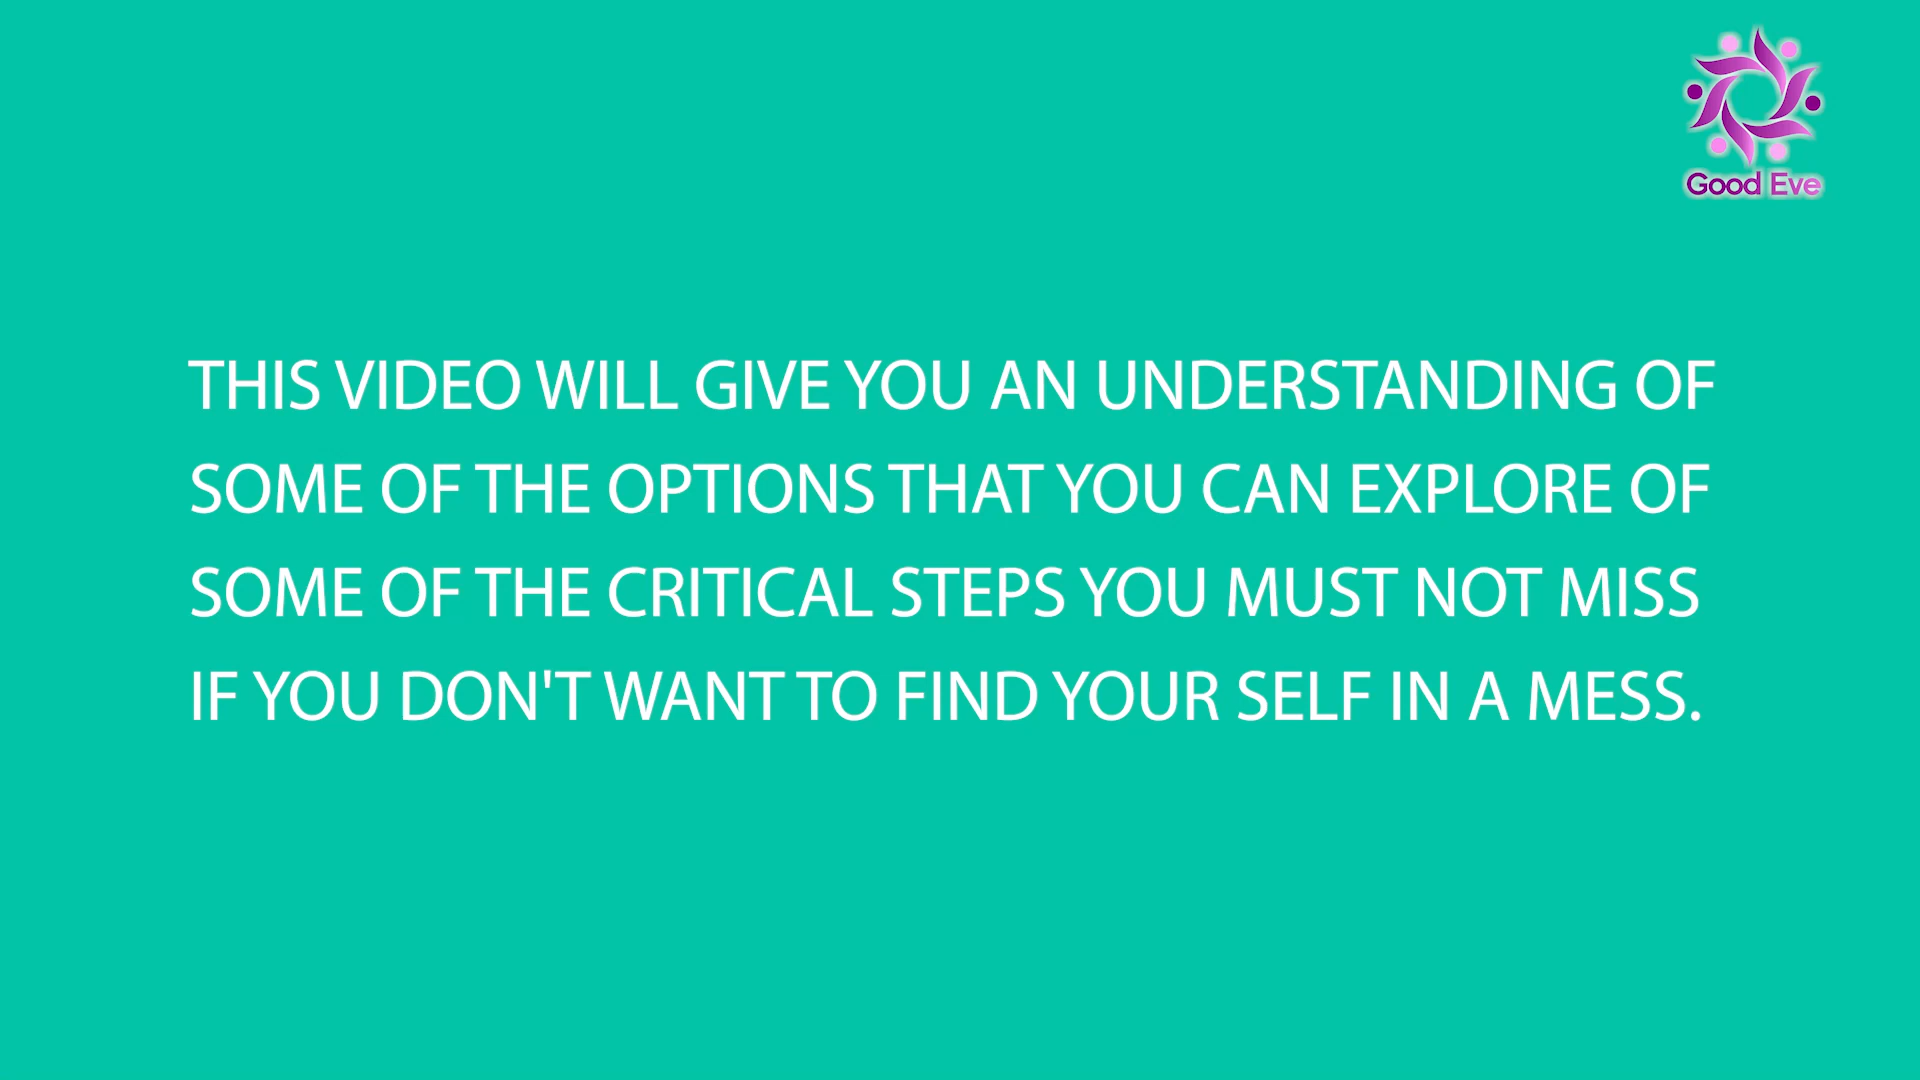 Good Eve
THIS VIDEO WILL GIVE YOU AN UNDERSTANDING OF
SOME OF THE OPTIONS THAT YOU CAN EXPLORE OF
SOME OF THE CRITICAL STEPS YOU MUST NOT MISS
IF YOU DON'T WANT TO FIND YOUR SELF IN A MESS.